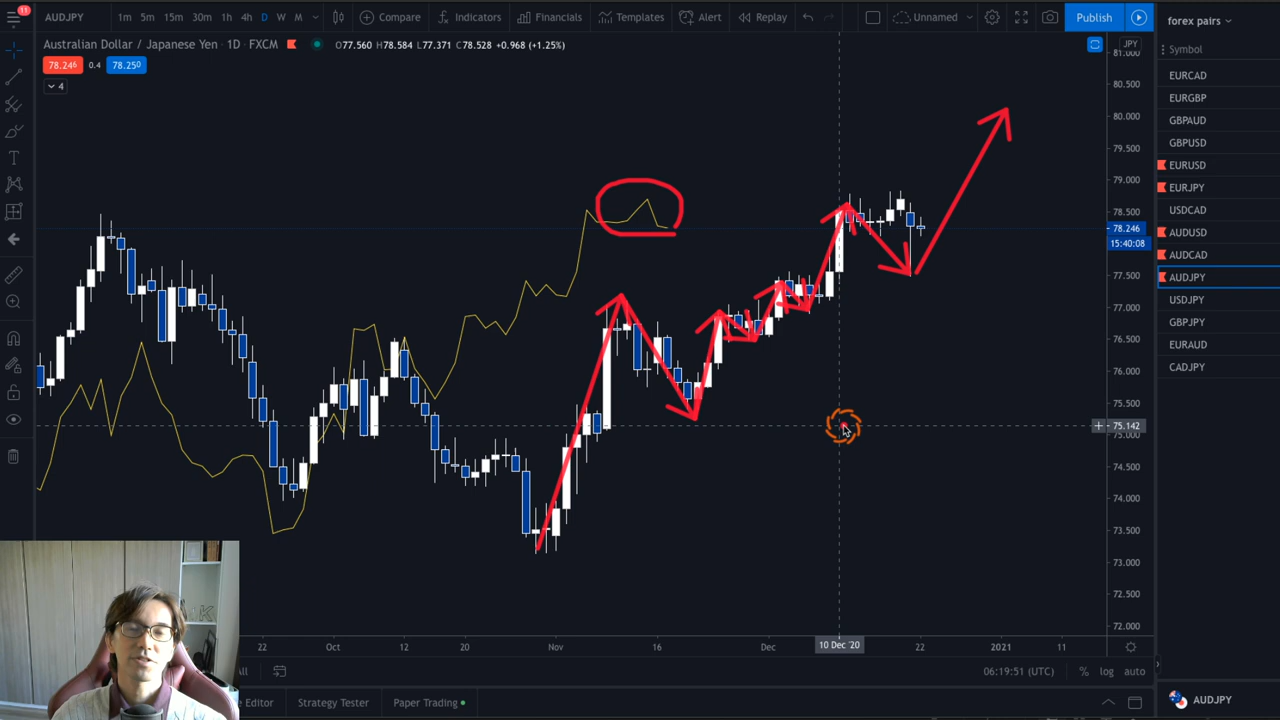 11
AUDJPY 1m 5m 15m 30m 1h 4h D W M Compare Indicators Financials Templates Alert Replay Unnamed Publish
forex pairs
Australian Dollar / Japanese Yen · 1D · FXCM O77.560 H78.584 L77.371 C78.528 +0.968 (+1.25%)
JPY
Symbol
78.246 0.4 78.250
4
81.000
80.500
80.000
79.500
79.000
78.500
78.246
15:40:08
77.500
77.000
76.500
76.000
75.500
75.142
75.000
74.500
74.000
73.500
73.000
72.500
72.000
EURCAD
EURGBP
GBPAUD
GBPUSD
EURUSD
EURJPY
USDCAD
AUDUSD
AUDCAD
AUDJPY
USDJPY
GBPJPY
EURAUD
CADJPY
22 Oct 12 20 Nov 16 Dec 10 Dec '20 22 2021 11
All 06:19:51 (UTC) % log auto
Editor Strategy Tester Paper Trading
AUDJPY